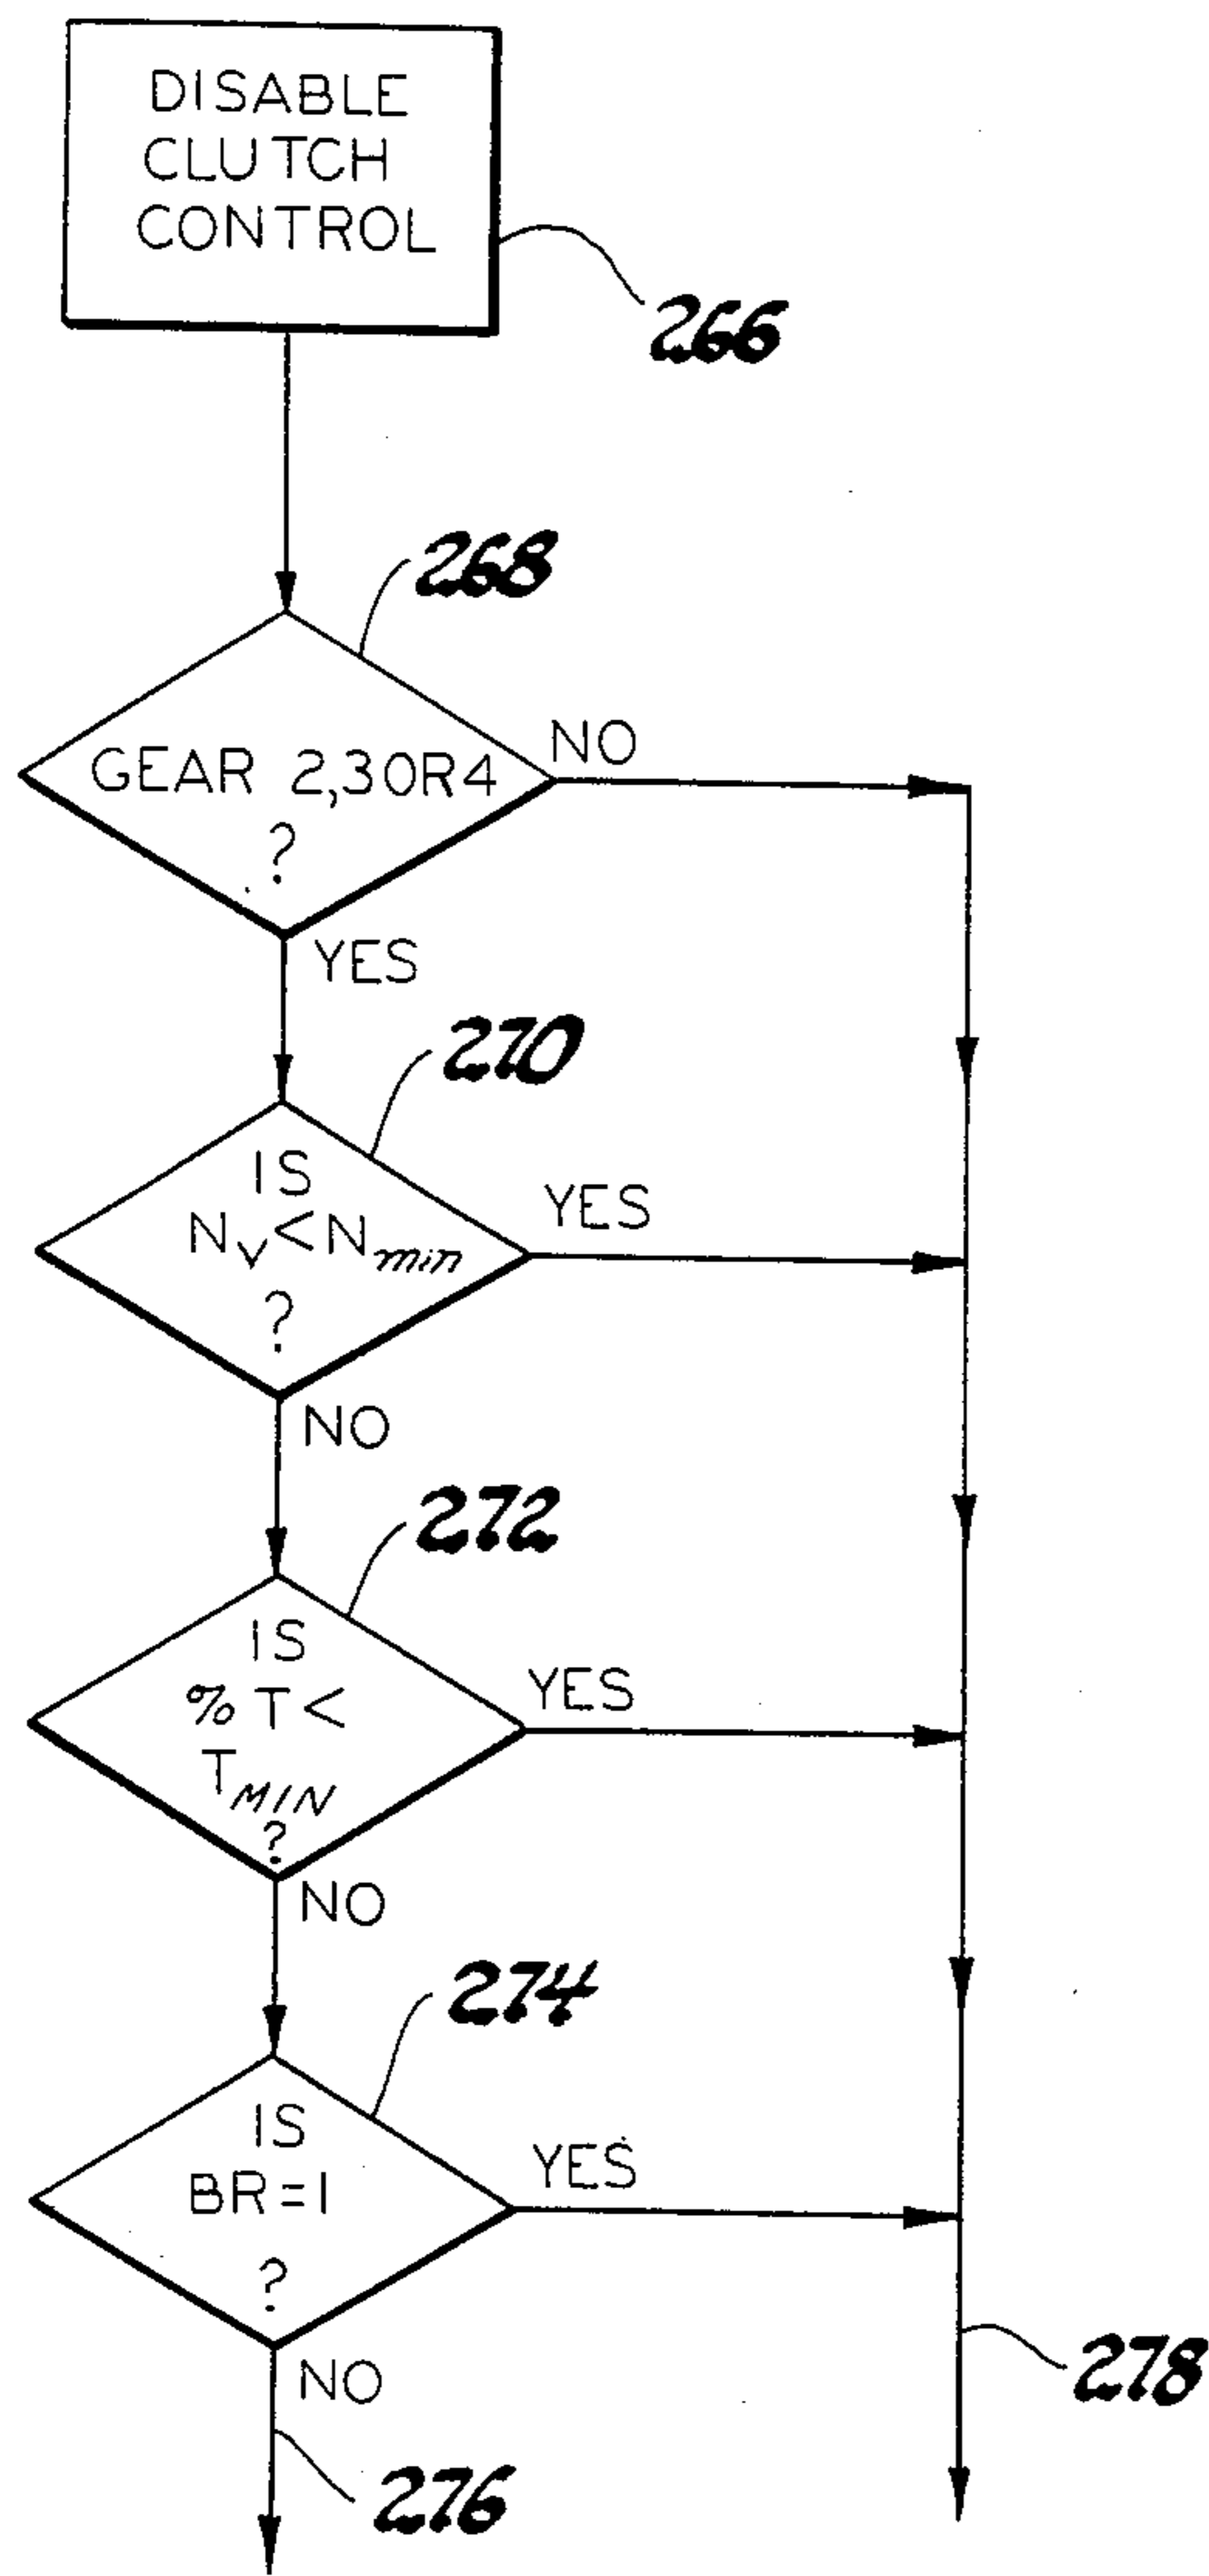 DISABLE
CLUTCH
CONTROL
266
268
GEAR 2,3OR4
?
NO
YES
270
IS
Nv<Nmin
?
YES
NO
272
IS
% T<
TMIN
?
YES
NO
274
IS
BR=1
?
YES
NO
278
276